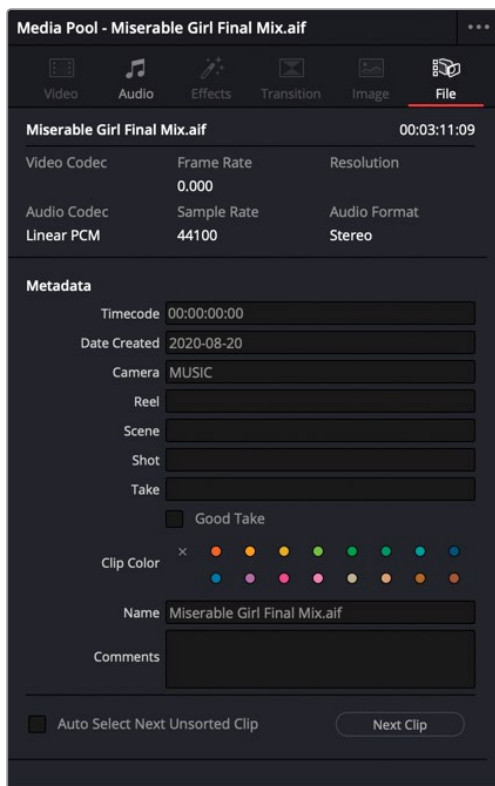 Media Pool - Miserable Girl Final Mix.aif
Video Audio Effects Transition Image File
Miserable Girl Final Mix.aif 00:03:11:09
Video Codec Frame Rate Resolution
0.000
Audio Codec Sample Rate Audio Format
Linear PCM 44100 Stereo
Metadata
Timecode 00:00:00:00
Date Created 2020-08-20
Camera MUSIC
Reel
Scene
Shot
Take
Good Take
Clip Color
Name Miserable Girl Final Mix.aif
Comments
Auto Select Next Unsorted Clip Next Clip